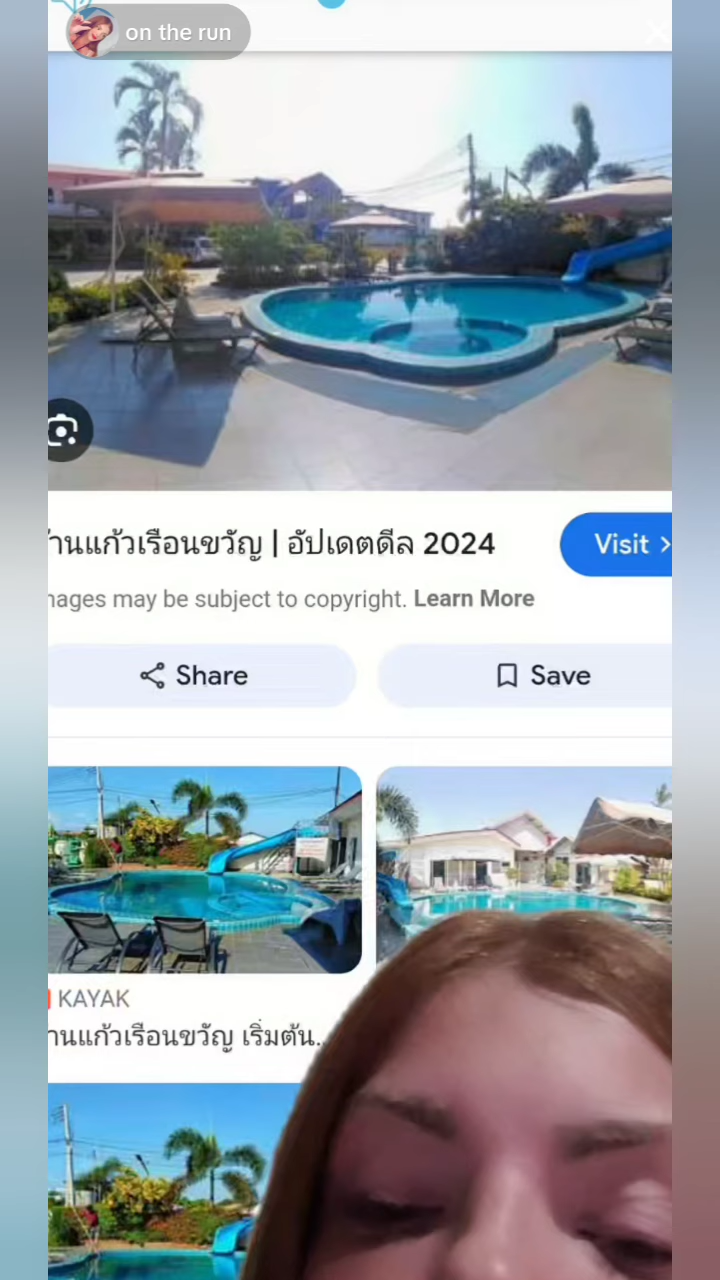 on the run
้านแก้วเรือนขวัญ | อัปเดตดีล 2024
Visit
mages may be subject to copyright. Learn More
Share
Save
KAYAK
้านแก้วเรือนขวัญ เริ่มต้น...